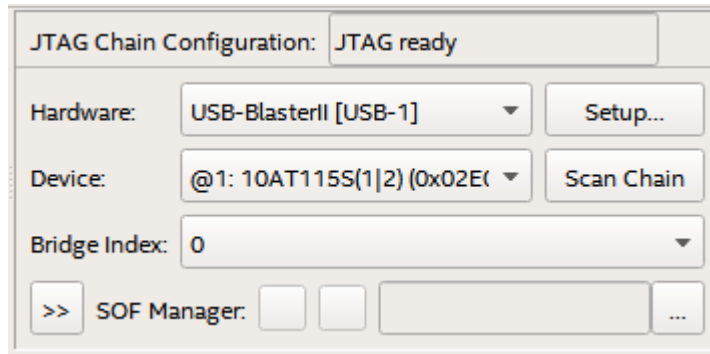 JTAG Chain Configuration: JTAG ready
Hardware: USB-BlasterII [USB-1] Setup...
Device: @1: 10AT115S(1|2) (0x02E( Scan Chain
Bridge Index: 0
>> SOF Manager: ...